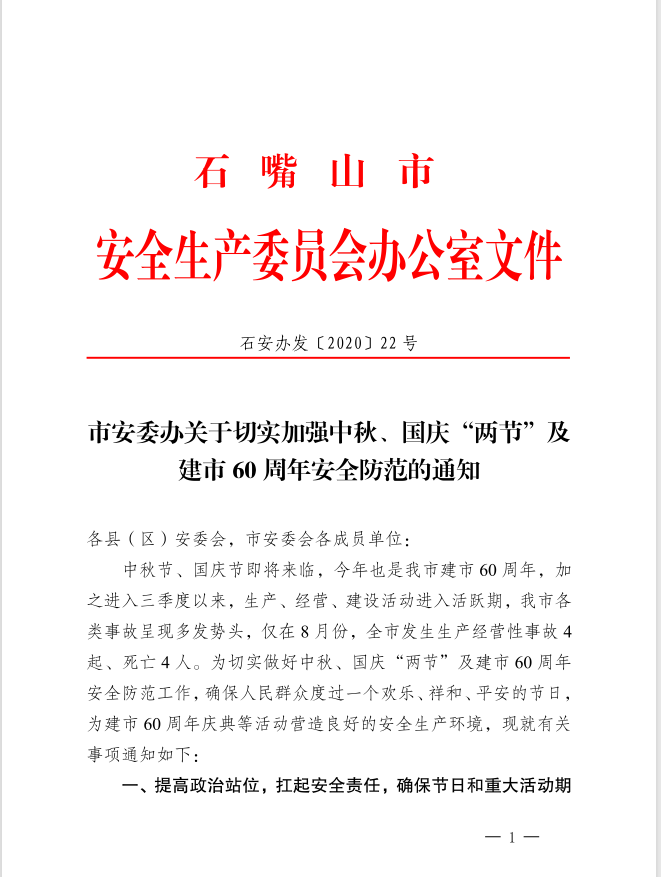 石嘴山市
安全生产委员会办公室文件
石安办发〔2020〕22 号
市安委办关于切实加强中秋、国庆“两节”及
建市 60 周年安全防范的通知
各县（区）安委会，市安委会各成员单位：
中秋节、国庆节即将来临，今年也是我市建市 60 周年，加
之进入三季度以来，生产、经营、建设活动进入活跃期，我市各
类事故呈现多发势头，仅在 8 月份，全市发生生产经营性事故 4
起、死亡 4 人。为切实做好中秋、国庆“两节”及建市 60 周年
安全防范工作，确保人民群众度过一个欢乐、祥和、平安的节日，
为建市 60 周年庆典等活动营造良好的安全生产环境，现就有关
事项通知如下：
一、提高政治站位，扛起安全责任，确保节日和重大活动期
— 1 —